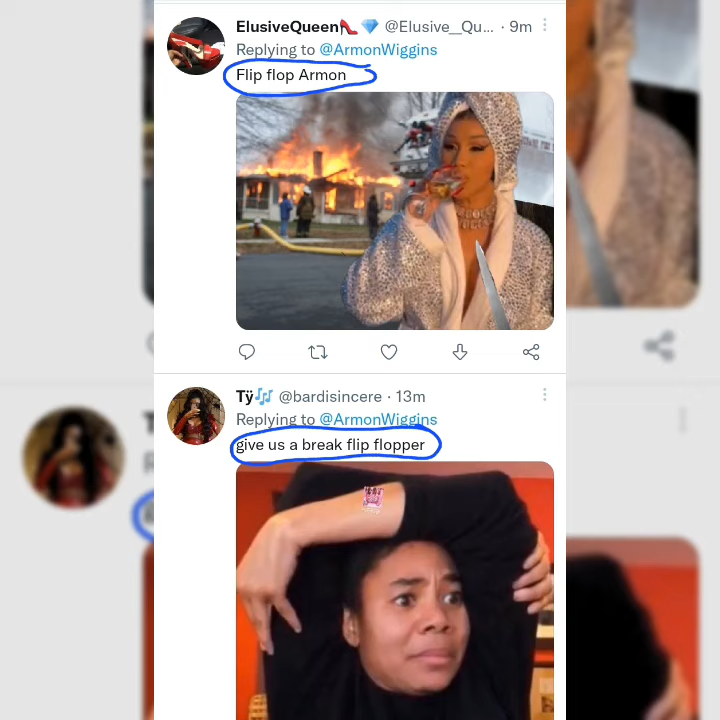 ElusiveQueen👠💎 @Elusive__Qu... · 9m
Replying to @ArmonWiggins
Flip flop Armon
Tÿ🎶 @bardisincere · 13m
Replying to @ArmonWiggins
give us a break flip flopper